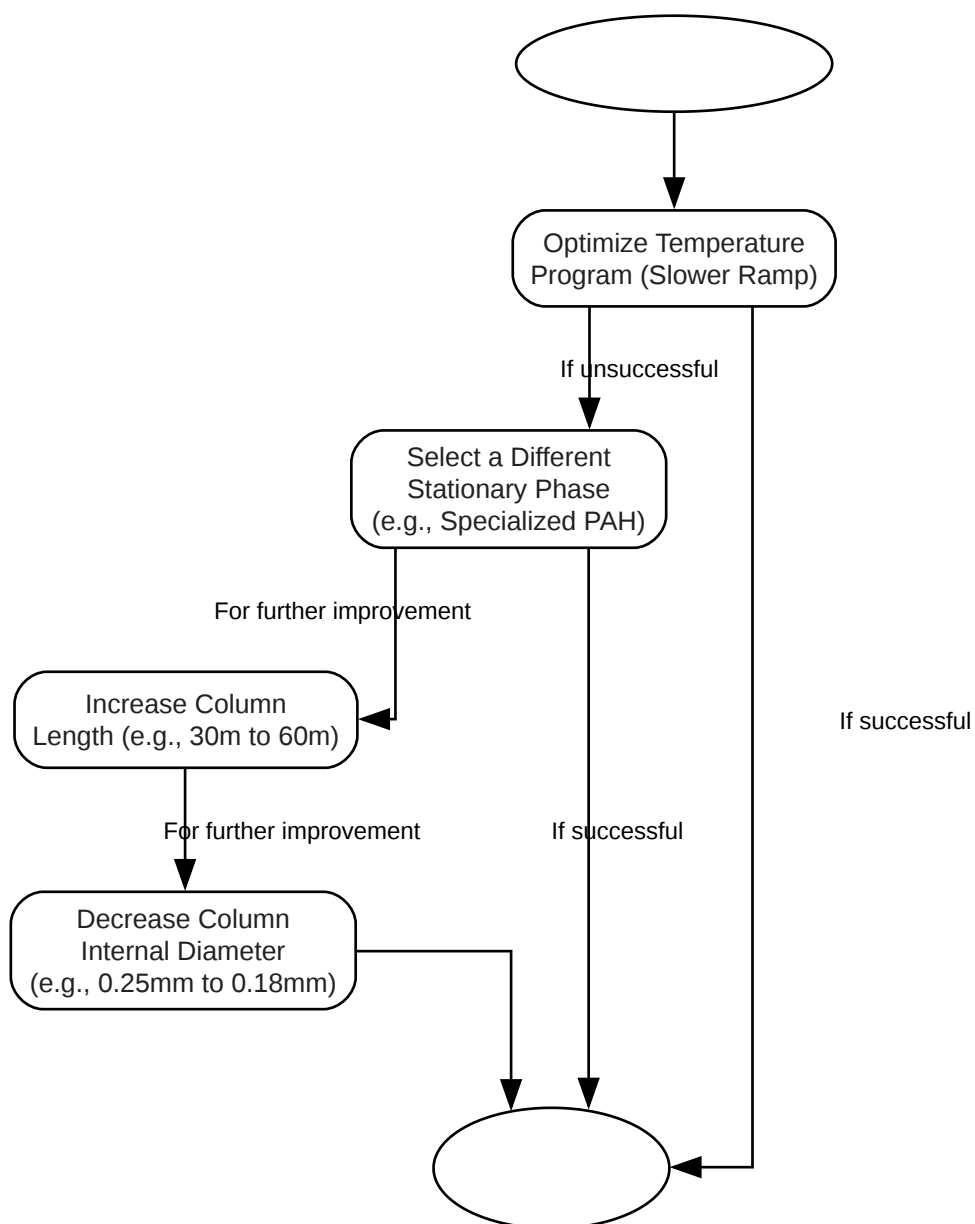 Optimize Temperature
Program (Slower Ramp)
If unsuccessful
Select a Different
Stationary Phase
(e.g., Specialized PAH)
For further improvement
Increase Column
Length (e.g., 30m to 60m)
If successful
For further improvement
If successful
Decrease Column
Internal Diameter
(e.g., 0.25mm to 0.18mm)